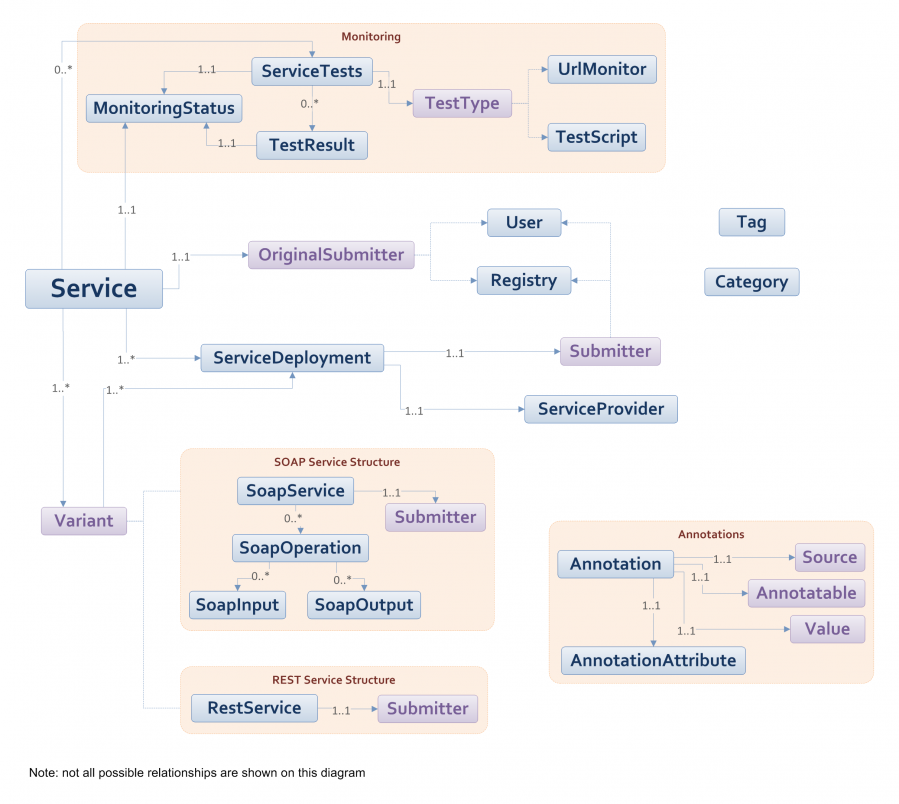 Monitoring
0..*
1..1
ServiceTests
UrlMonitor
1..1
TestType
MonitoringStatus
0..*
TestScript
1..1
TestResult
1..1
User
Tag
1..1
OriginalSubmitter
Service
Registry
Category
1..*
ServiceDeployment
1..1
Submitter
1..*
1..*
1..1
ServiceProvider
SOAP Service Structure
SoapService
1..1
Submitter
0..*
Variant
SoapOperation
0..*
0..*
SoapInput
SoapOutput
Annotations
Annotation
1..1
Source
1..1
Annotatable
1..1
1..1
Value
AnnotationAttribute
REST Service Structure
RestService
1..1
Submitter
Note: not all possible relationships are shown on this diagram